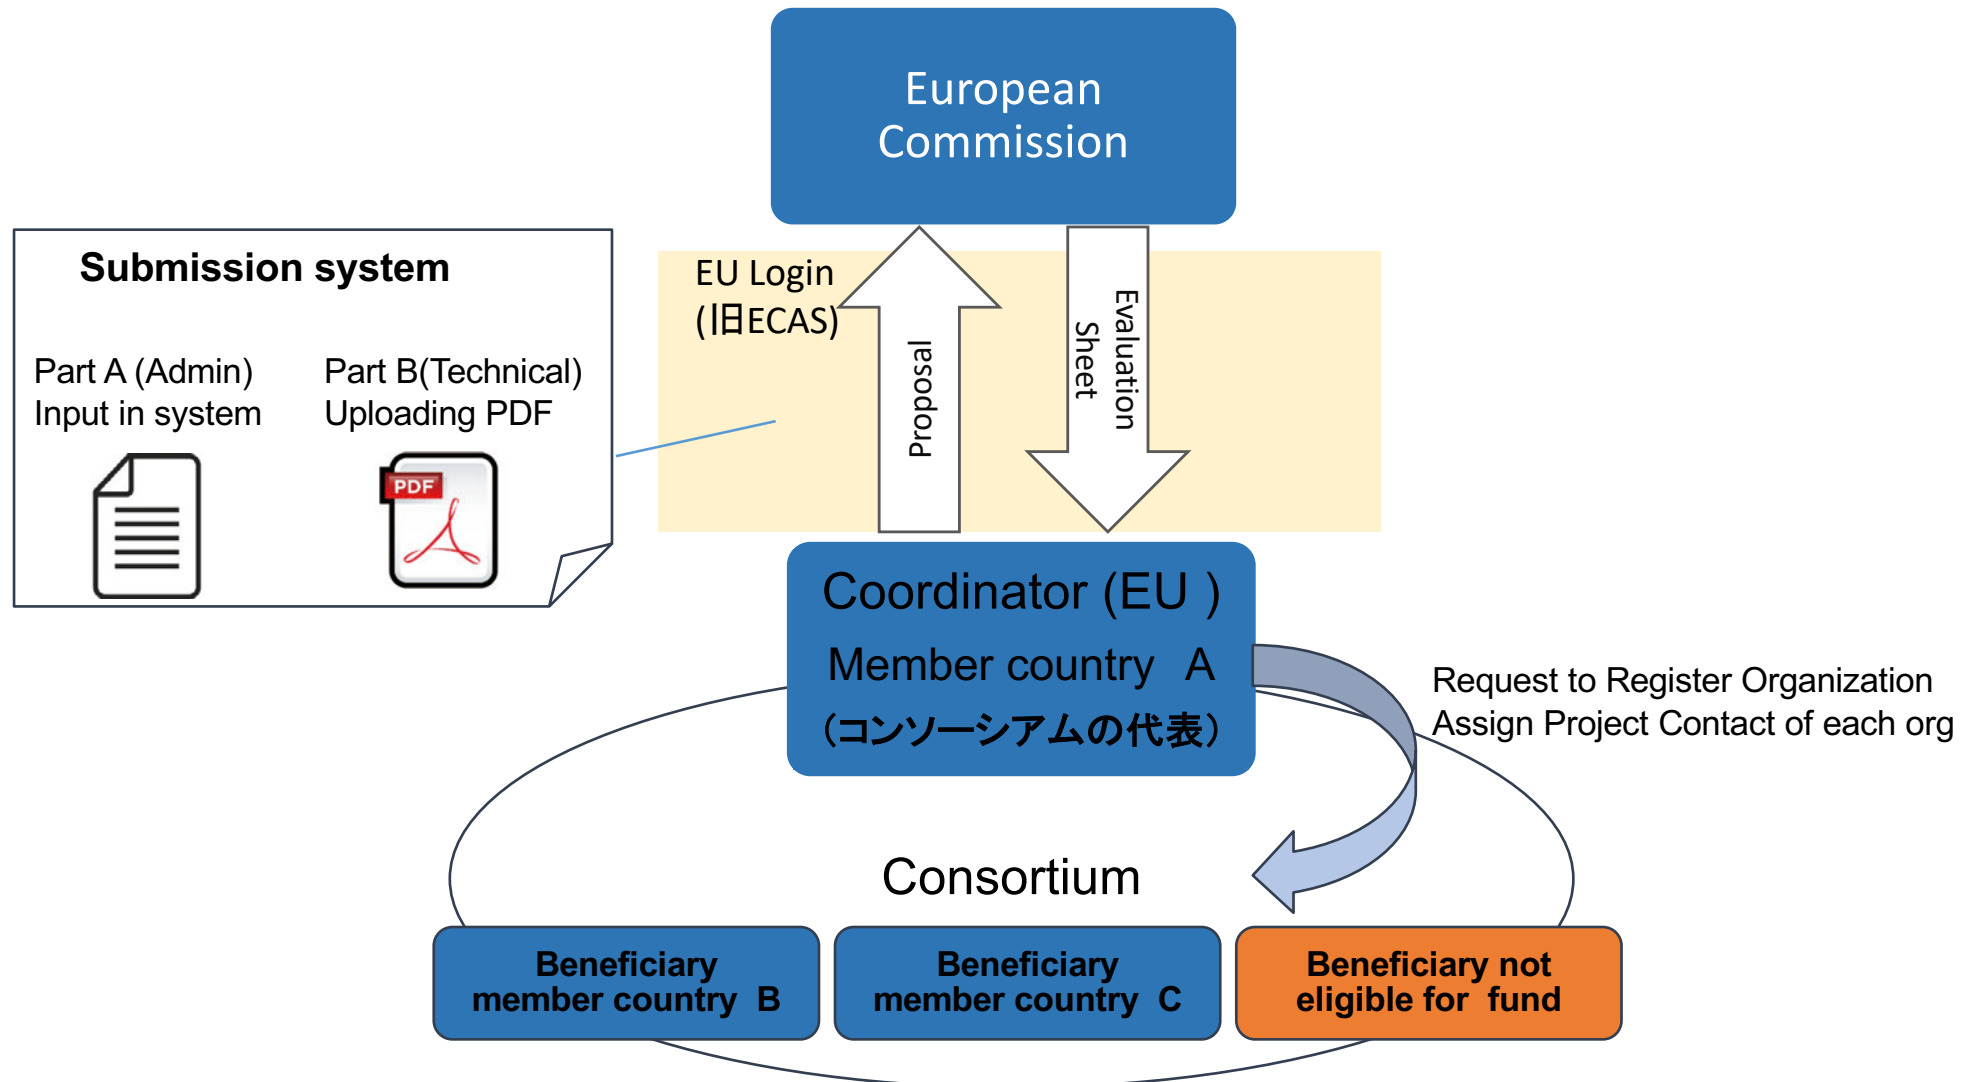 European
Commission
Submission system
Part A (Admin)
Input in system
Part B(Technical)
Uploading PDF
PDF
EU Login
(旧ECAS)
Proposal
Evaluation
Sheet
Coordinator (EU )
Member country A
(コンソーシアムの代表)
Request to Register Organization
Assign Project Contact of each org
Consortium
Beneficiary
member country B
Beneficiary
member country C
Beneficiary not
eligible for fund